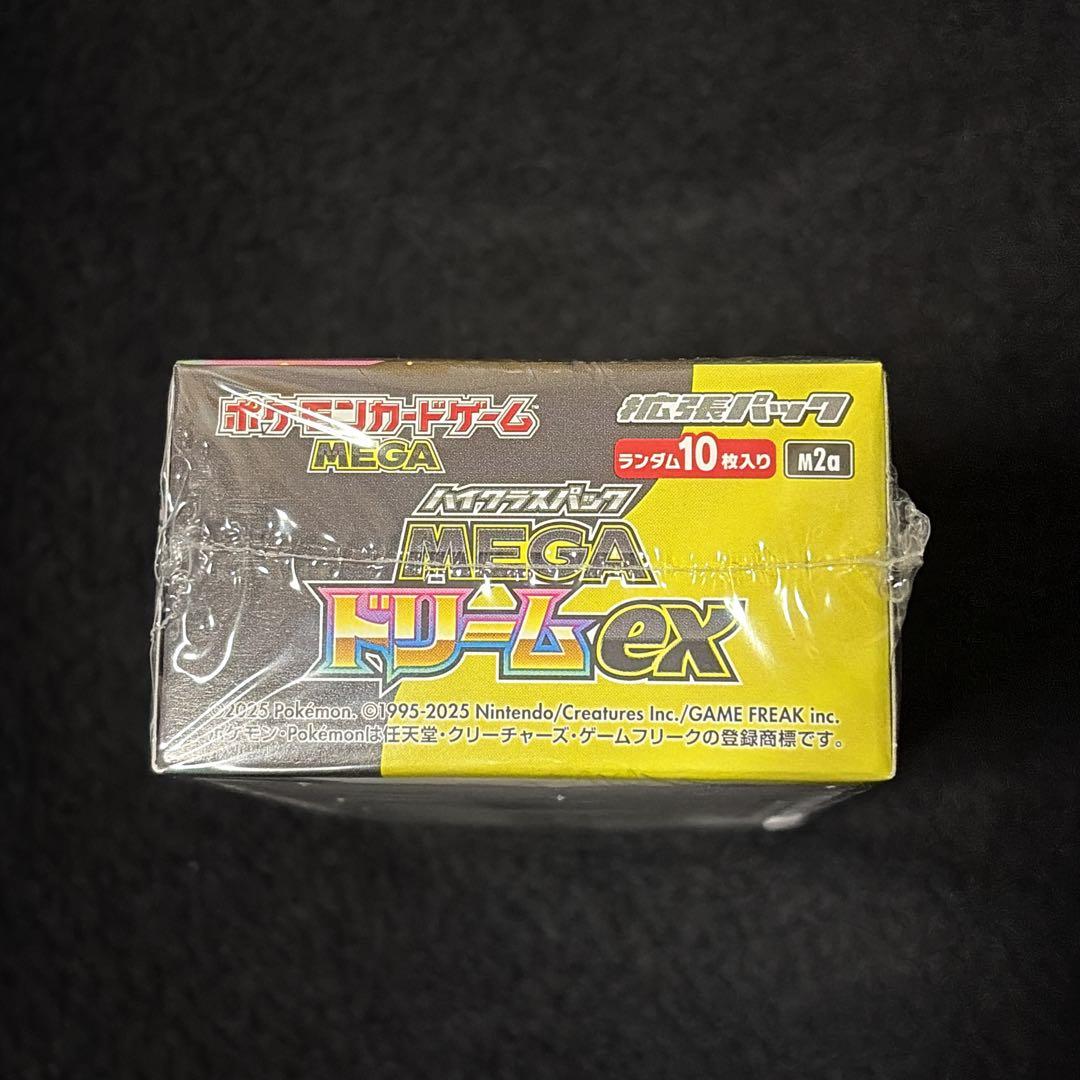 ポケモンカードゲーム™
MEGA
拡張パック
ランダム10枚入り M2a
ハイクラスパック
MEGA
ドリームex
©2025 Pokémon. ©1995-2025 Nintendo/Creatures Inc./GAME FREAK inc.
ポケモン・Pokémonは任天堂・クリーチャーズ・ゲームフリークの登録商標です。